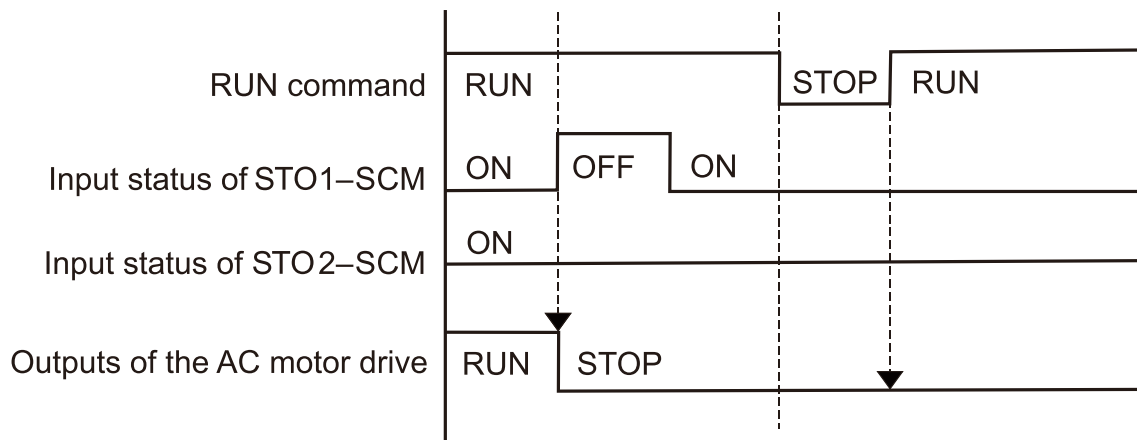 RUN command RUN STOP RUN
Input status of STO1–SCM ON OFF ON
Input status of STO2–SCM ON
Outputs of the AC motor drive RUN STOP